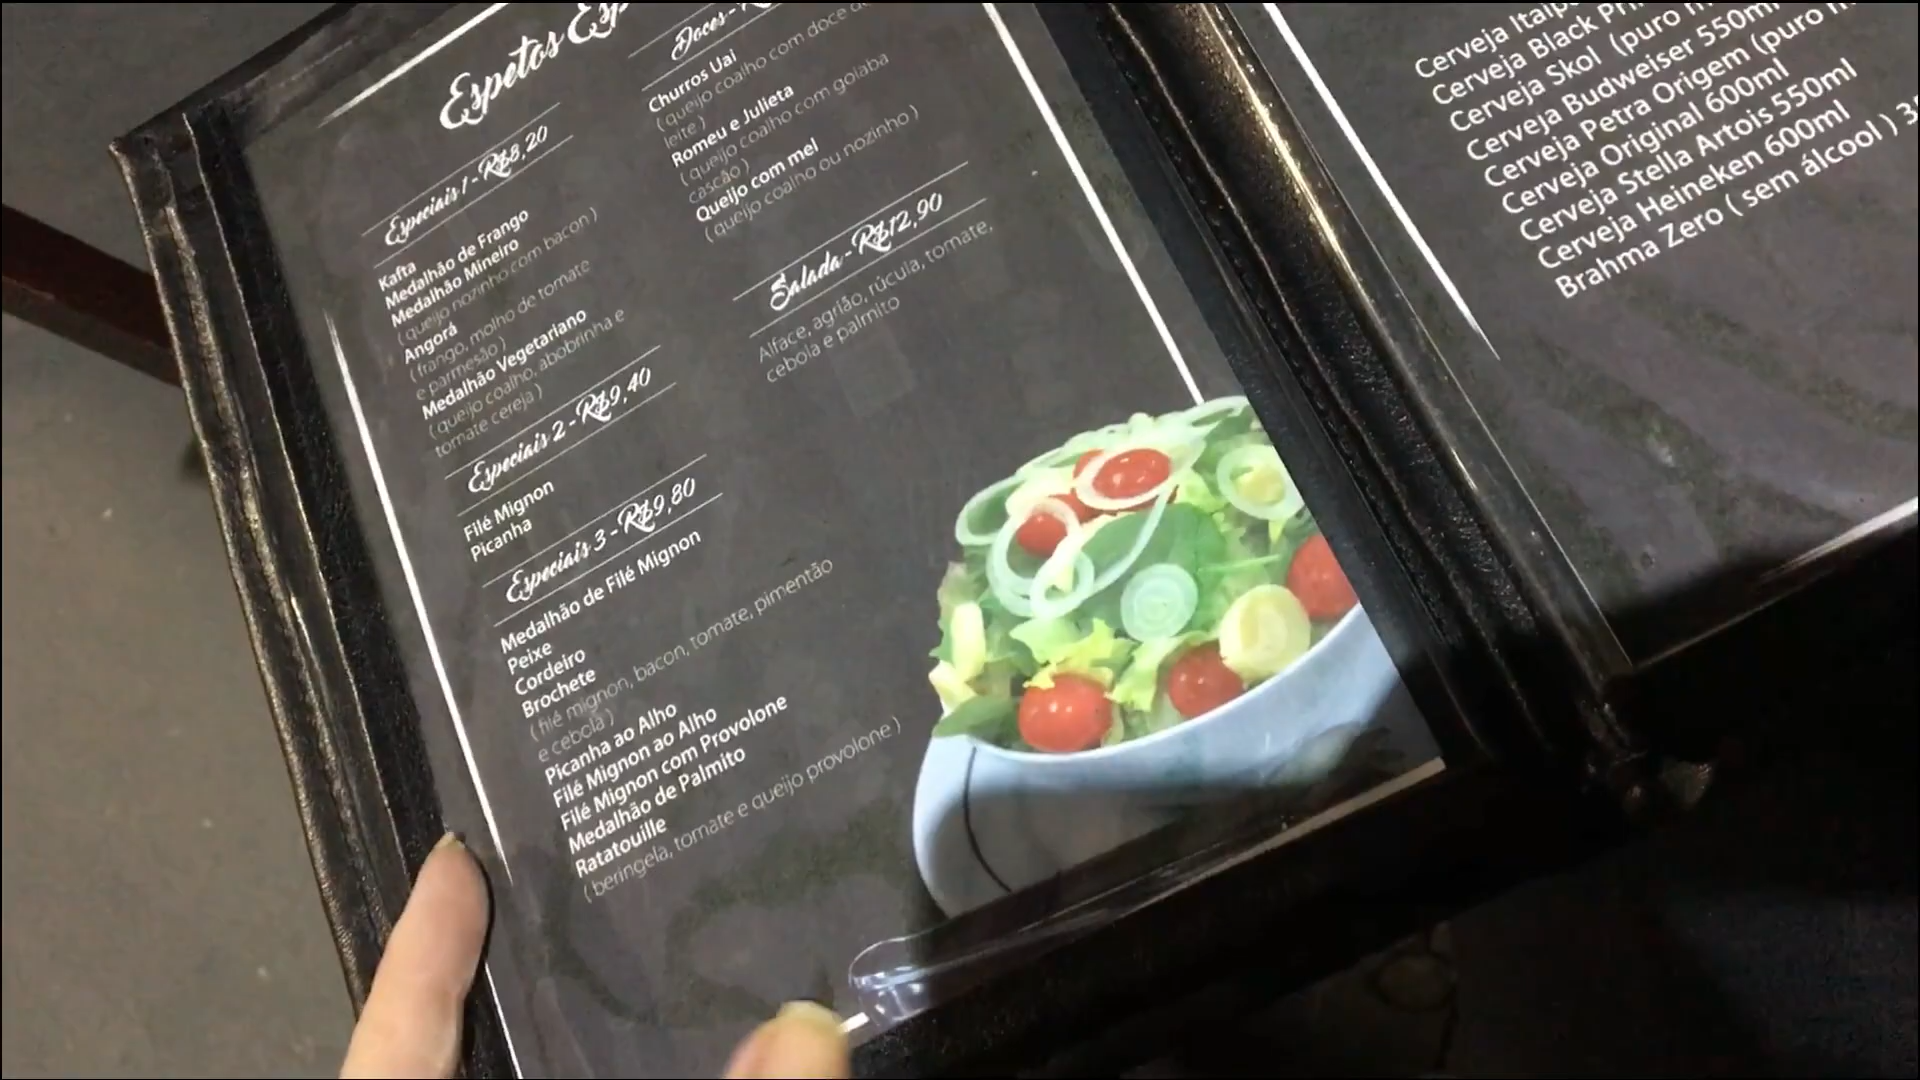 Espetos
Especiais 1 - R$8,20
Kafta
Medalhão de Frango
Medalhão Mineiro
( queijo nozinho com bacon )
Angorá
( frango, molho de tomate
e parmesão )
Medalhão Vegetariano
( queijo coalho, abobrinha e
tomate cereja )
Especiais 2 - R$9,40
Filé Mignon
Picanha
Especiais 3 - R$9,80
Medalhão de Filé Mignon
Peixe
Cordeiro
Brochete
( filé mignon, bacon, tomate, pimentão
e cebola )
Picanha ao Alho
Filé Mignon ao Alho
Filé Mignon com Provolone
Medalhão de Palmito
Ratatouille
( beringela, tomate e queijo provolone )
Doces -
Churros Uai
( queijo coalho com doce de
leite )
Romeu e Julieta
( queijo coalho com goiaba
cascão )
Queijo com mel
( queijo coalho ou nozinho )
Salada - R$12,90
Alface, agrião, rúcula, tomate,
cebola e palmito
Cerveja
Cerveja Black
Cerveja Skol (puro
Cerveja Budweiser 550ml
Cerveja Petra Origem (puro
Cerveja Original 600ml
Cerveja Stella Artois 550ml
Cerveja Heineken 600ml
Brahma Zero ( sem álcool )